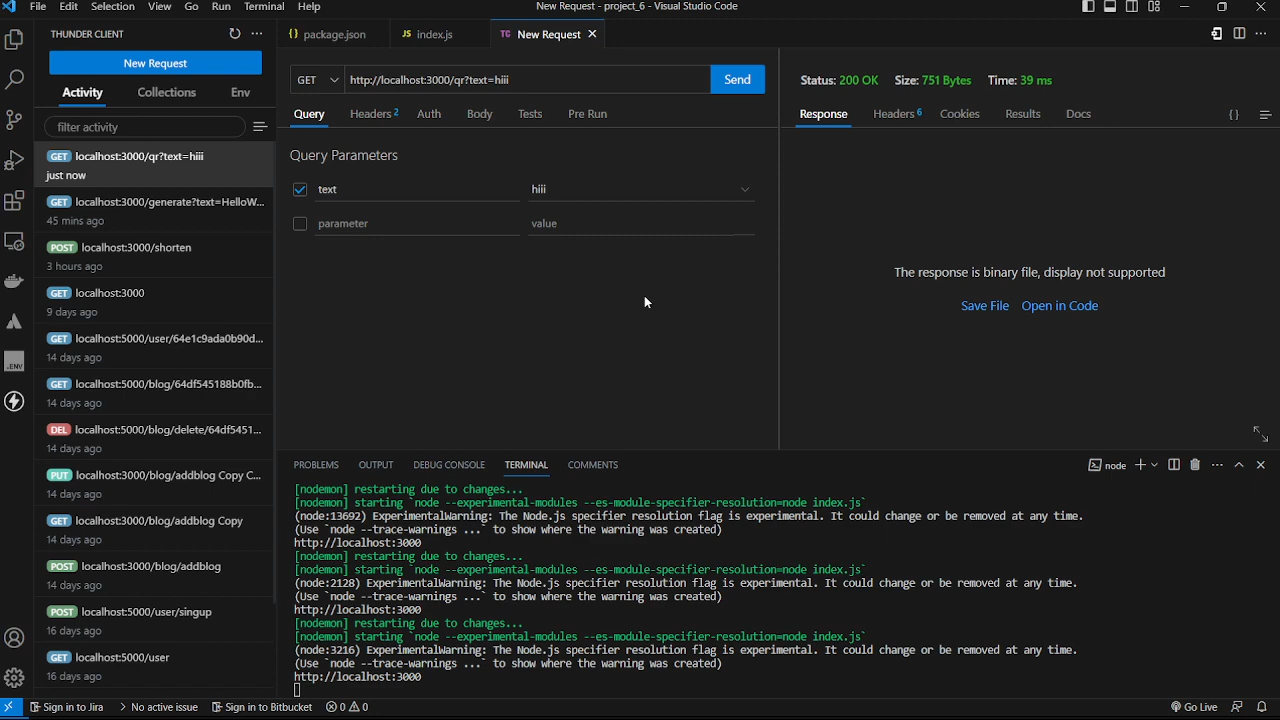 File Edit Selection View Go Run Terminal Help
New Request - project_6 - Visual Studio Code
THUNDER CLIENT
New Request
Activity Collections Env
filter activity
GET localhost:3000/qr?text=hiii
just now
GET localhost:3000/generate?text=HelloW...
45 mins ago
POST localhost:3000/shorten
3 hours ago
GET localhost:3000
9 days ago
GET localhost:5000/user/64e1c9ada0b90d...
14 days ago
GET localhost:5000/blog/64df545188b0fb...
14 days ago
DEL localhost:5000/blog/delete/64df5451...
14 days ago
PUT localhost:3000/blog/addblog Copy C...
14 days ago
GET localhost:3000/blog/addblog Copy
14 days ago
POST localhost:3000/blog/addblog
14 days ago
POST localhost:5000/user/singup
16 days ago
GET localhost:5000/user
16 days ago
{} package.json
JS index.js
TC New Request
GET http://localhost:3000/qr?text=hiii Send
Query Headers 2 Auth Body Tests Pre Run
Query Parameters
text hiii
parameter value
Status: 200 OK Size: 751 Bytes Time: 39 ms
Response Headers 6 Cookies Results Docs {}
The response is binary file, display not supported
Save File Open in Code
PROBLEMS OUTPUT DEBUG CONSOLE TERMINAL COMMENTS
node
[nodemon] restarting due to changes...
[nodemon] starting `node --experimental-modules --es-module-specifier-resolution=node index.js`
(node:13692) ExperimentalWarning: The Node.js specifier resolution flag is experimental. It could change or be removed at any time.
(Use `node --trace-warnings ...` to show where the warning was created)
http://localhost:3000
[nodemon] restarting due to changes...
[nodemon] starting `node --experimental-modules --es-module-specifier-resolution=node index.js`
(node:2128) ExperimentalWarning: The Node.js specifier resolution flag is experimental. It could change or be removed at any time.
(Use `node --trace-warnings ...` to show where the warning was created)
http://localhost:3000
[nodemon] restarting due to changes...
[nodemon] starting `node --experimental-modules --es-module-specifier-resolution=node index.js`
(node:3216) ExperimentalWarning: The Node.js specifier resolution flag is experimental. It could change or be removed at any time.
(Use `node --trace-warnings ...` to show where the warning was created)
http://localhost:3000
.ENV
Sign in to Jira No active issue Sign in to Bitbucket 0 0 Go Live